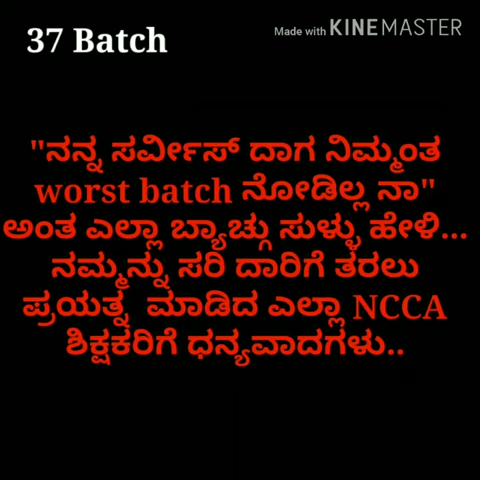 37 Batch
Made with KINEMASTER
"ನನ್ನ ಸರ್ವೀಸ್ ದಾಗ ನಿಮ್ಮಂತ
worst batch ನೋಡಿಲ್ಲ ನಾ"
ಅಂತ ಎಲ್ಲಾ ಬ್ಯಾಚ್ಗು ಸುಳ್ಳು ಹೇಳಿ...
ನಮ್ಮನ್ನು ಸರಿ ದಾರಿಗೆ ತರಲು
ಪ್ರಯತ್ನ ಮಾಡಿದ ಎಲ್ಲಾ NCCA
ಶಿಕ್ಷಕರಿಗೆ ಧನ್ಯವಾದಗಳು..